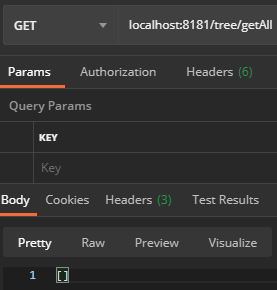 GET localhost:8181/tree/getAll
Params Authorization Headers (6)
Query Params
KEY
Key
Body Cookies Headers (3) Test Results
Pretty Raw Preview Visualize
1 []